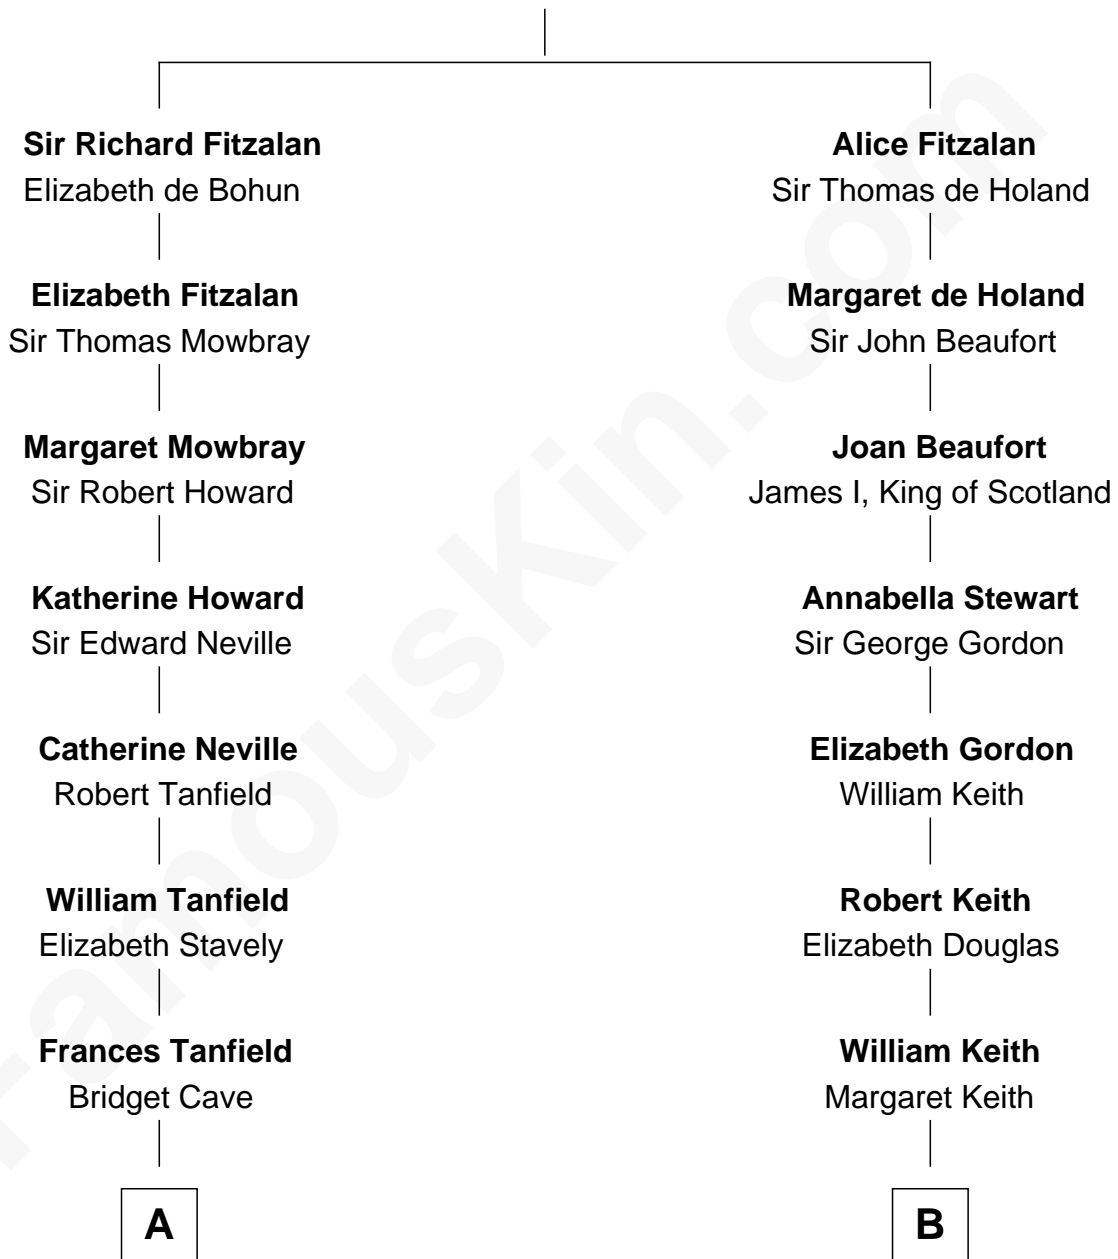 Sir Richard Fitzalan
Elizabeth de Bohun
Elizabeth Fitzalan
Sir Thomas Mowbray
Margaret Mowbray
Sir Robert Howard
Katherine Howard
Sir Edward Neville
Catherine Neville
Robert Tanfield
William Tanfield
Elizabeth Stavely
Frances Tanfield
Bridget Cave
A
Alice Fitzalan
Sir Thomas de Holand
Margaret de Holand
Sir John Beaufort
Joan Beaufort
James I, King of Scotland
Annabella Stewart
Sir George Gordon
Elizabeth Gordon
William Keith
Robert Keith
Elizabeth Douglas
William Keith
Margaret Keith
B
FamousKin.com